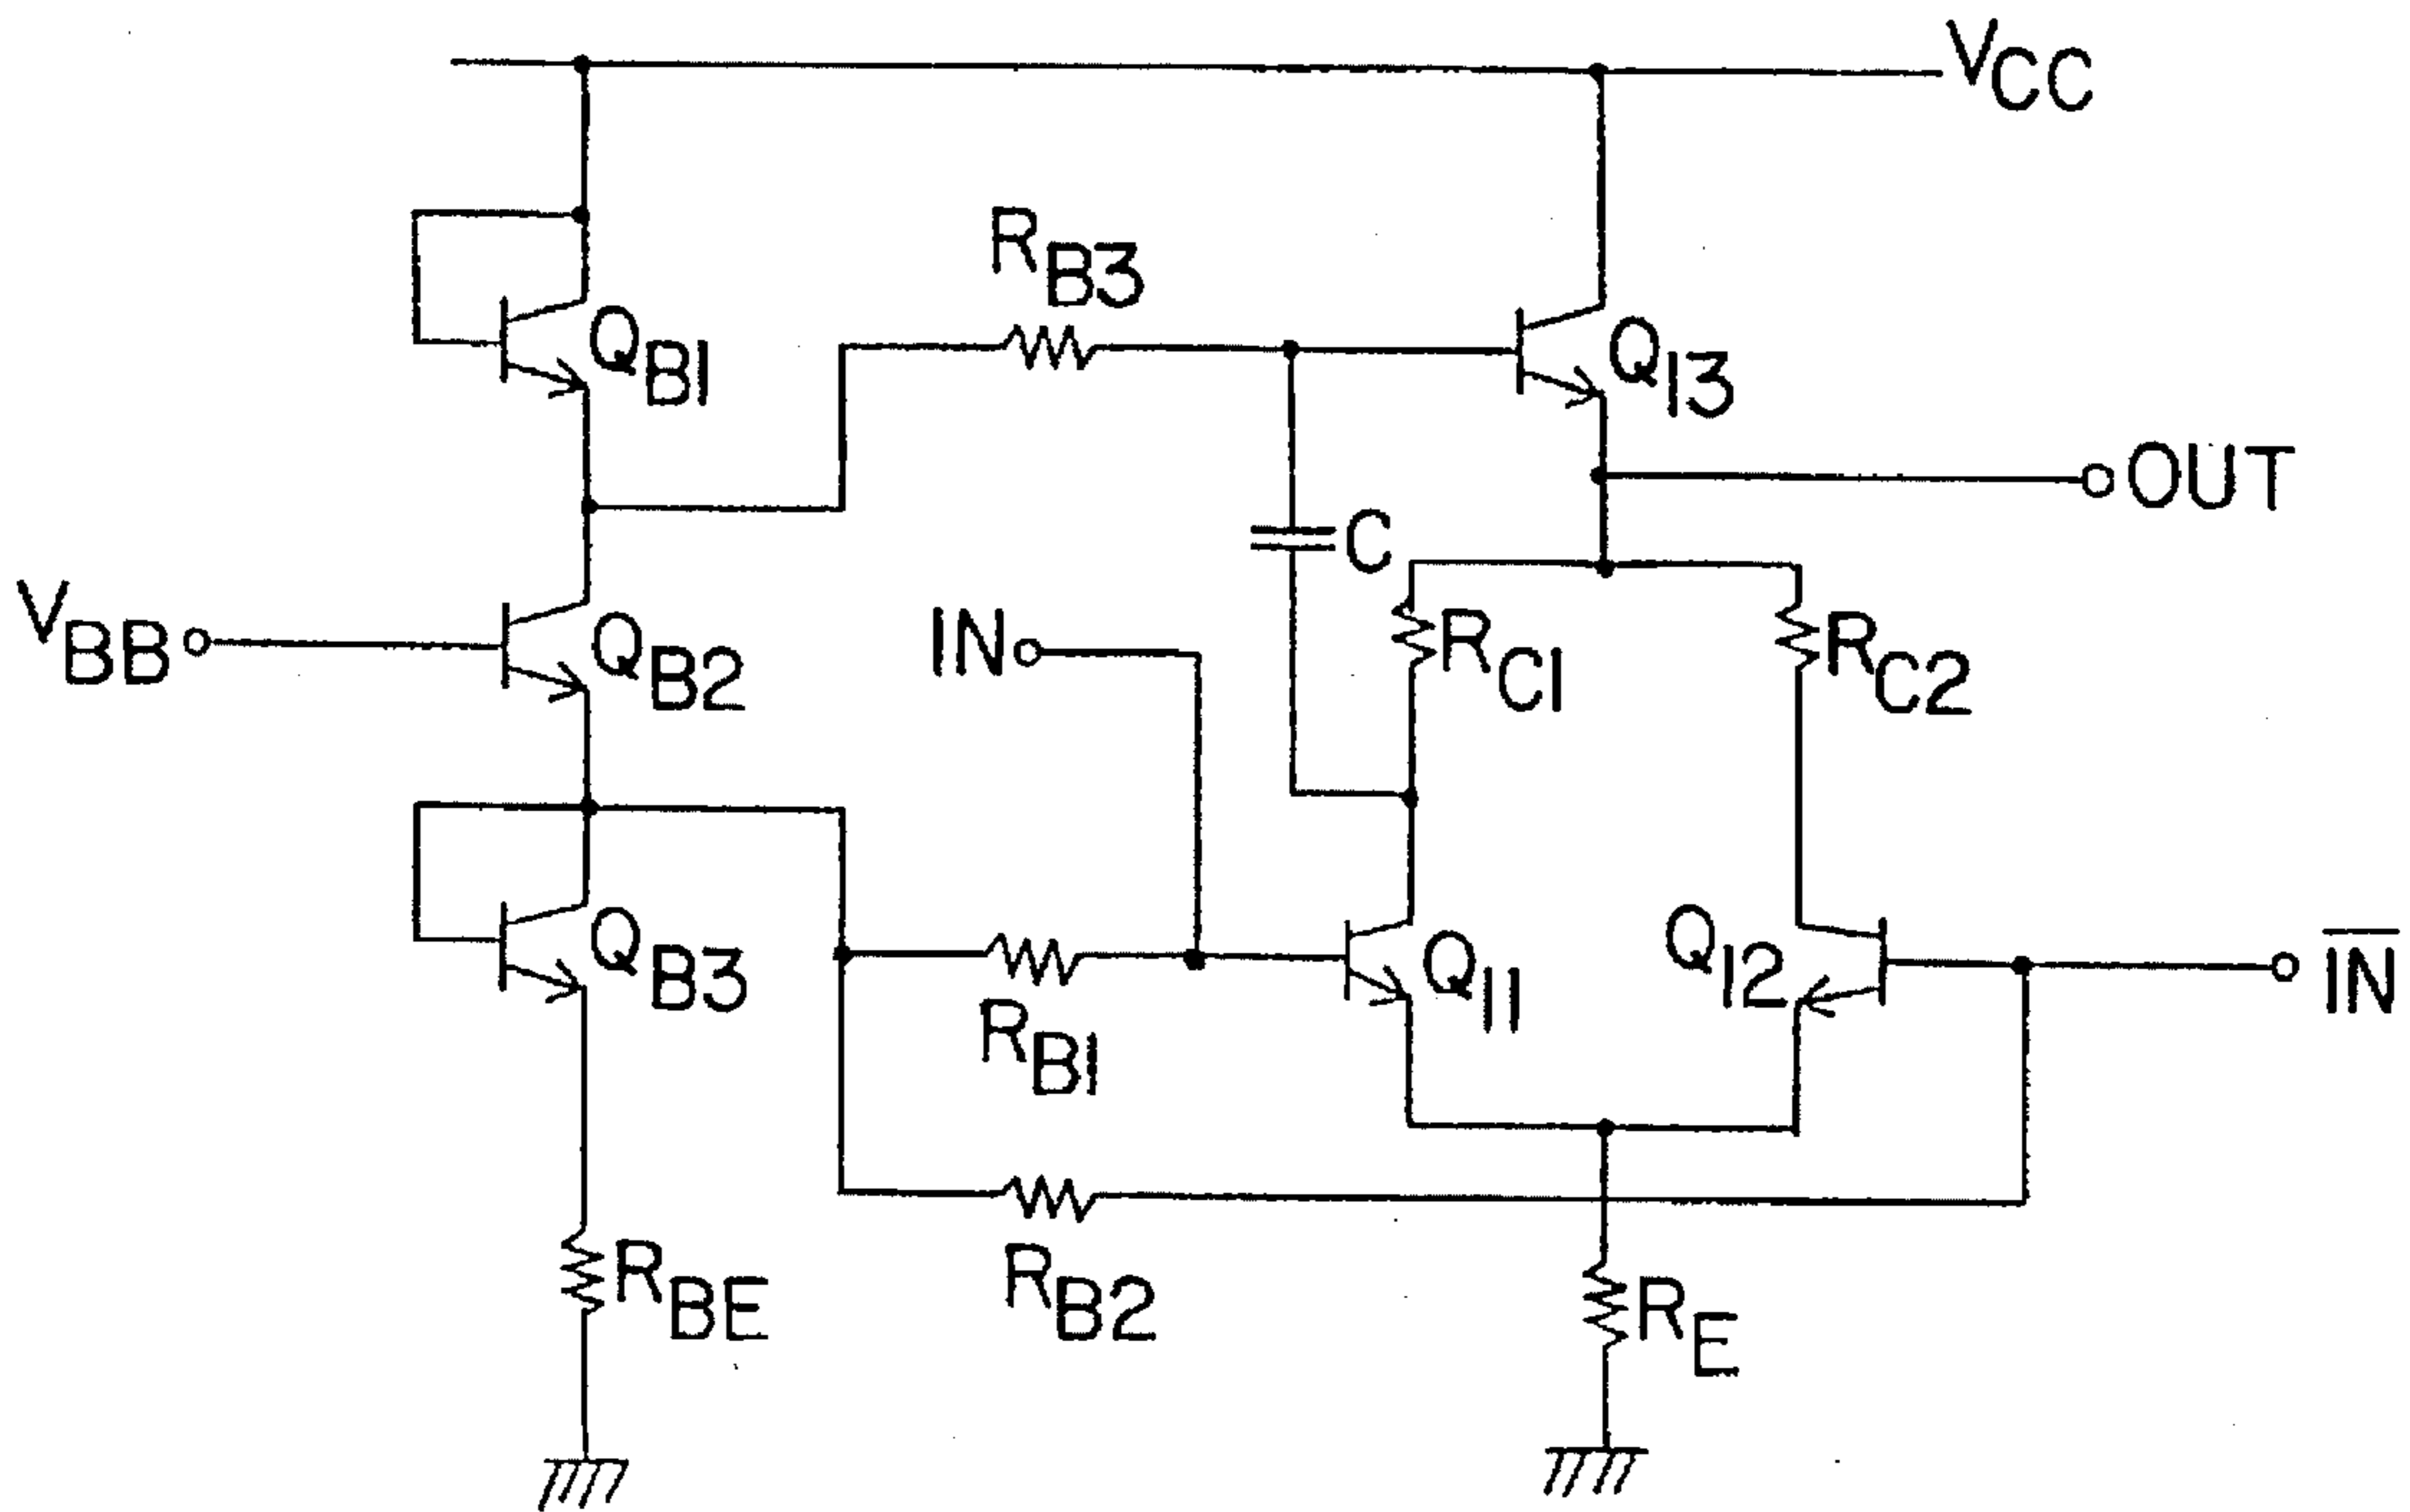 VCC
RB3
QB1
Q13
OUT
C
VBB
QB2
IN
RC1
RC2
QB3
Q11
Q12
IN
RB1
RBE
RB2
RE